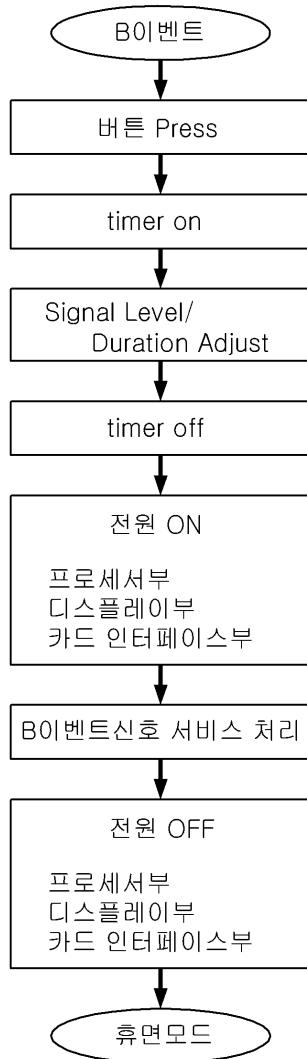 B이벤트
버튼 Press
timer on
Signal Level/
Duration Adjust
timer off
전원 ON
프로세서부
디스플레이부
카드 인터페이스부
B이벤트신호 서비스 처리
전원 OFF
프로세서부
디스플레이부
카드 인터페이스부
휴면모드